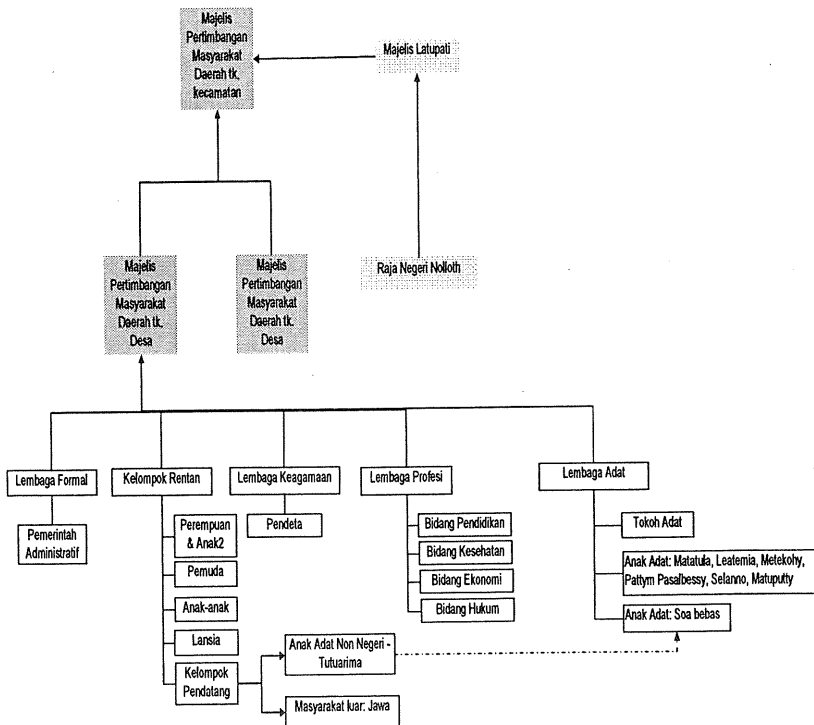 Majelis
Pertimbangan
Masyarakat
Daerah tk.
kecamatan
Majelis Latupati
Majelis
Pertimbangan
Masyarakat
Daerah tk.
Desa
Majelis
Pertimbangan
Masyarakat
Daerah tk.
Desa
Raja Negeri Nolloth
Lembaga Formal
Kelompok Rentan
Lembaga Keagamaan
Lembaga Profesi
Lembaga Adat
Pemerintah
Administratif
Perempuan
& Anak2
Pemuda
Anak-anak
Lansia
Kelompok
Pendatang
Pendeta
Bidang Pendidikan
Bidang Kesehatan
Bidang Ekonomi
Bidang Hukum
Tokoh Adat
Anak Adat: Matatula, Leatemia, Metekohy,
Pattym Pasalbessy, Selanno, Matuputty
Anak Adat: Soa bebas
Anak Adat Non Negeri -
Tutuarima
Masyarakat luar: Jawa